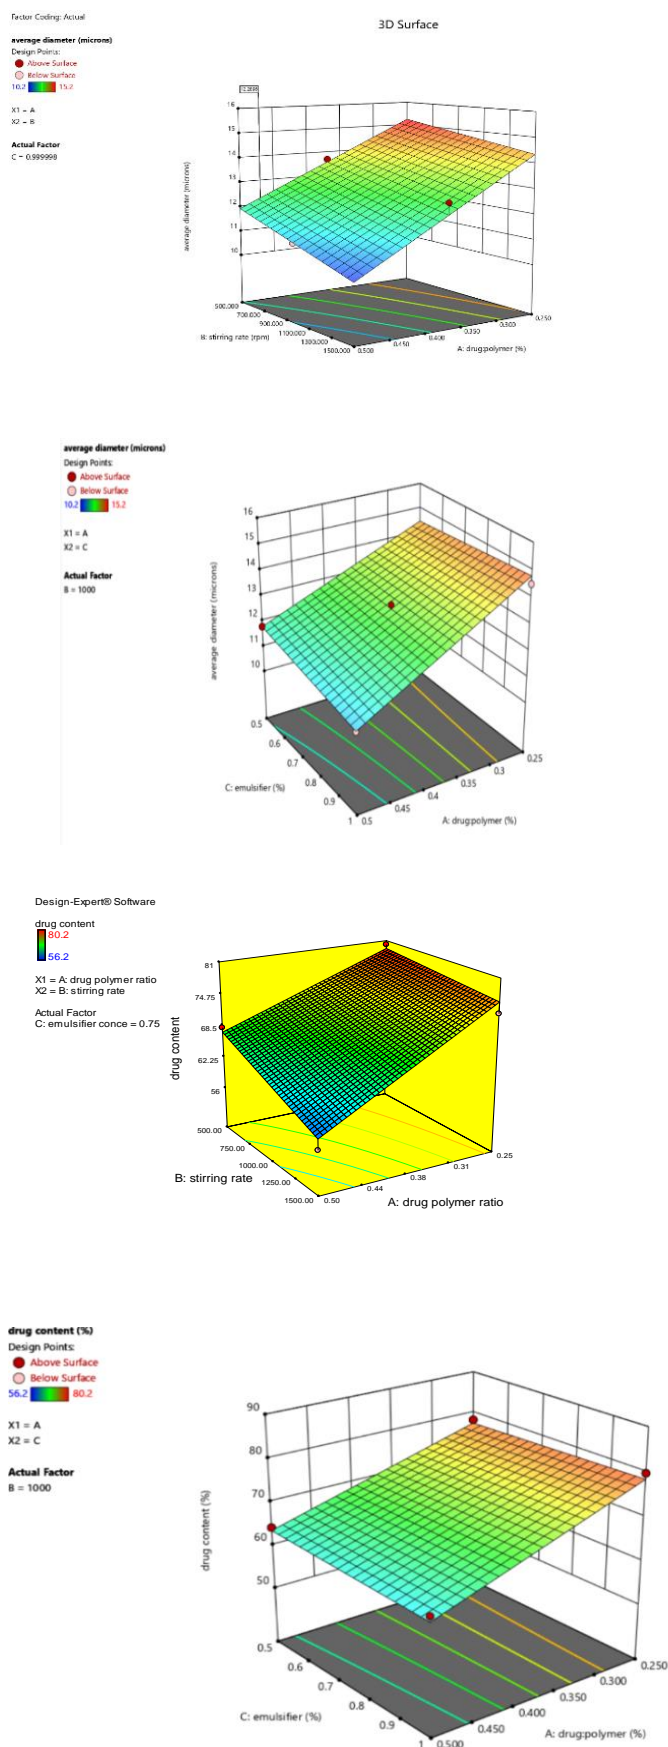 Factor Coding: Actual
3D Surface
average diameter (microns)
Design Points:
Above Surface
Below Surface
10.2 15.2
X1 = A
X2 = B
Actual Factor
C = 0.999998
average diameter (microns)
16
15
14
13
12
11
10
500.000
700.000
900.000
1100.000
1300.000
1500.000
B: stirring rate (rpm)
0.500
0.450
0.400
0.350
0.300
0.250
A: drug:polymer (%)
average diameter (microns)
Design Points:
Above Surface
Below Surface
10.2 15.2
X1 = A
X2 = C
Actual Factor
B = 1000
average diameter (microns)
16
15
14
13
12
11
10
0.5
0.6
0.7
0.8
0.9
1
C: emulsifier (%)
0.5
0.45
0.4
0.35
0.3
0.25
A: drug:polymer (%)
Design-Expert® Software
drug content
80.2
56.2
X1 = A: drug polymer ratio
X2 = B: stirring rate
Actual Factor
C: emulsifier conce = 0.75
drug content
81
74.75
68.5
62.25
56
500.00
750.00
1000.00
1250.00
1500.00
B: stirring rate
0.50
0.44
0.38
0.31
0.25
A: drug polymer ratio
drug content (%)
Design Points:
Above Surface
Below Surface
56.2 80.2
X1 = A
X2 = C
Actual Factor
B = 1000
drug content (%)
90
80
70
60
50
0.5
0.6
0.7
0.8
0.9
1
C: emulsifier (%)
0.500
0.450
0.400
0.350
0.300
0.250
A: drug:polymer (%)